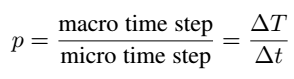 p = macro time step / micro time step = ΔT / Δt